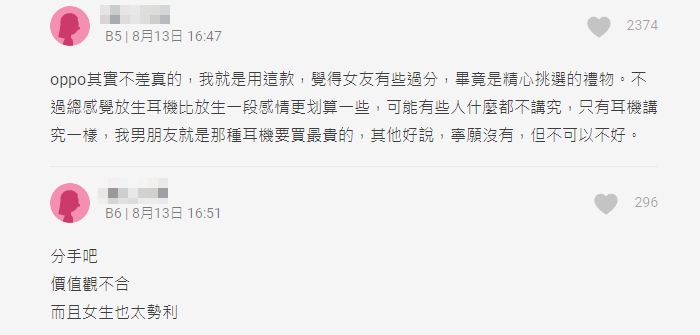 B5 | 8月13日 16:47
2374
oppo其實不差真的，我就是用這款，覺得女友有些過分，畢竟是精心挑選的禮物。不
過總感覺放生耳機比放生一段感情更划算一些，可能有些人什麼都不講究，只有耳機講
究一樣，我男朋友就是那種耳機要買最貴的，其他好說，寧願沒有，但不可以不好。
B6 | 8月13日 16:51
296
分手吧
價值觀不合
而且女生也太勢利